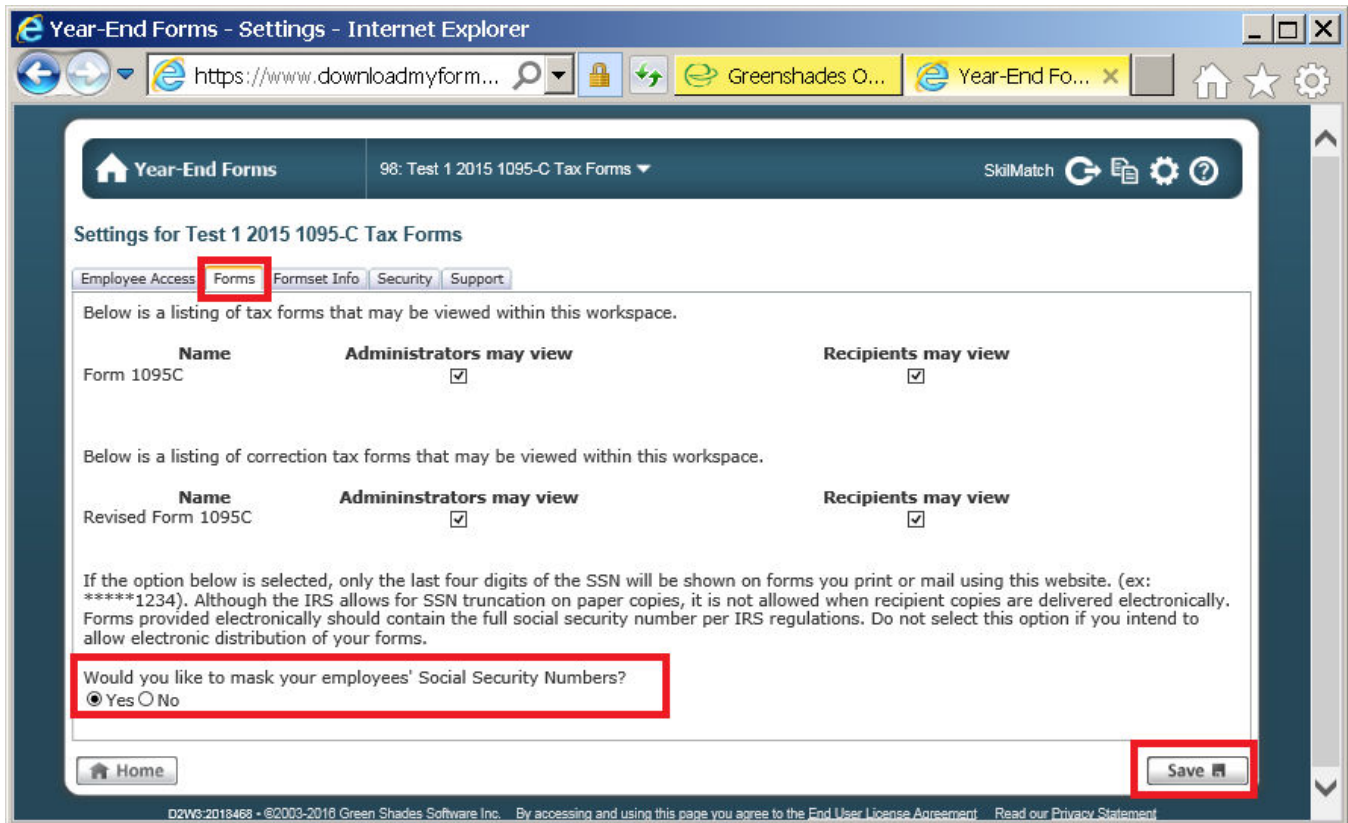 Year-End Forms - Settings - Internet Explorer
https://www.downloadmyform... Greenshades O... Year-End Fo...
Year-End Forms 98: Test 1 2015 1095-C Tax Forms SkilMatch
Settings for Test 1 2015 1095-C Tax Forms
Employee Access Forms Formset Info Security Support
Below is a listing of tax forms that may be viewed within this workspace.
Name Administrators may view Recipients may view
Form 1095C
Below is a listing of correction tax forms that may be viewed within this workspace.
Name Admininstrators may view Recipients may view
Revised Form 1095C
If the option below is selected, only the last four digits of the SSN will be shown on forms you print or mail using this website. (ex:
*****1234). Although the IRS allows for SSN truncation on paper copies, it is not allowed when recipient copies are delivered electronically.
Forms provided electronically should contain the full social security number per IRS regulations. Do not select this option if you intend to
allow electronic distribution of your forms.
Would you like to mask your employees' Social Security Numbers?
Yes No
Home Save
D2W3:2D13468 - ©2003-2016 Green Shades Software Inc. By accessing and using this page you agree to the End User License Agreement Read our Privacy Statement